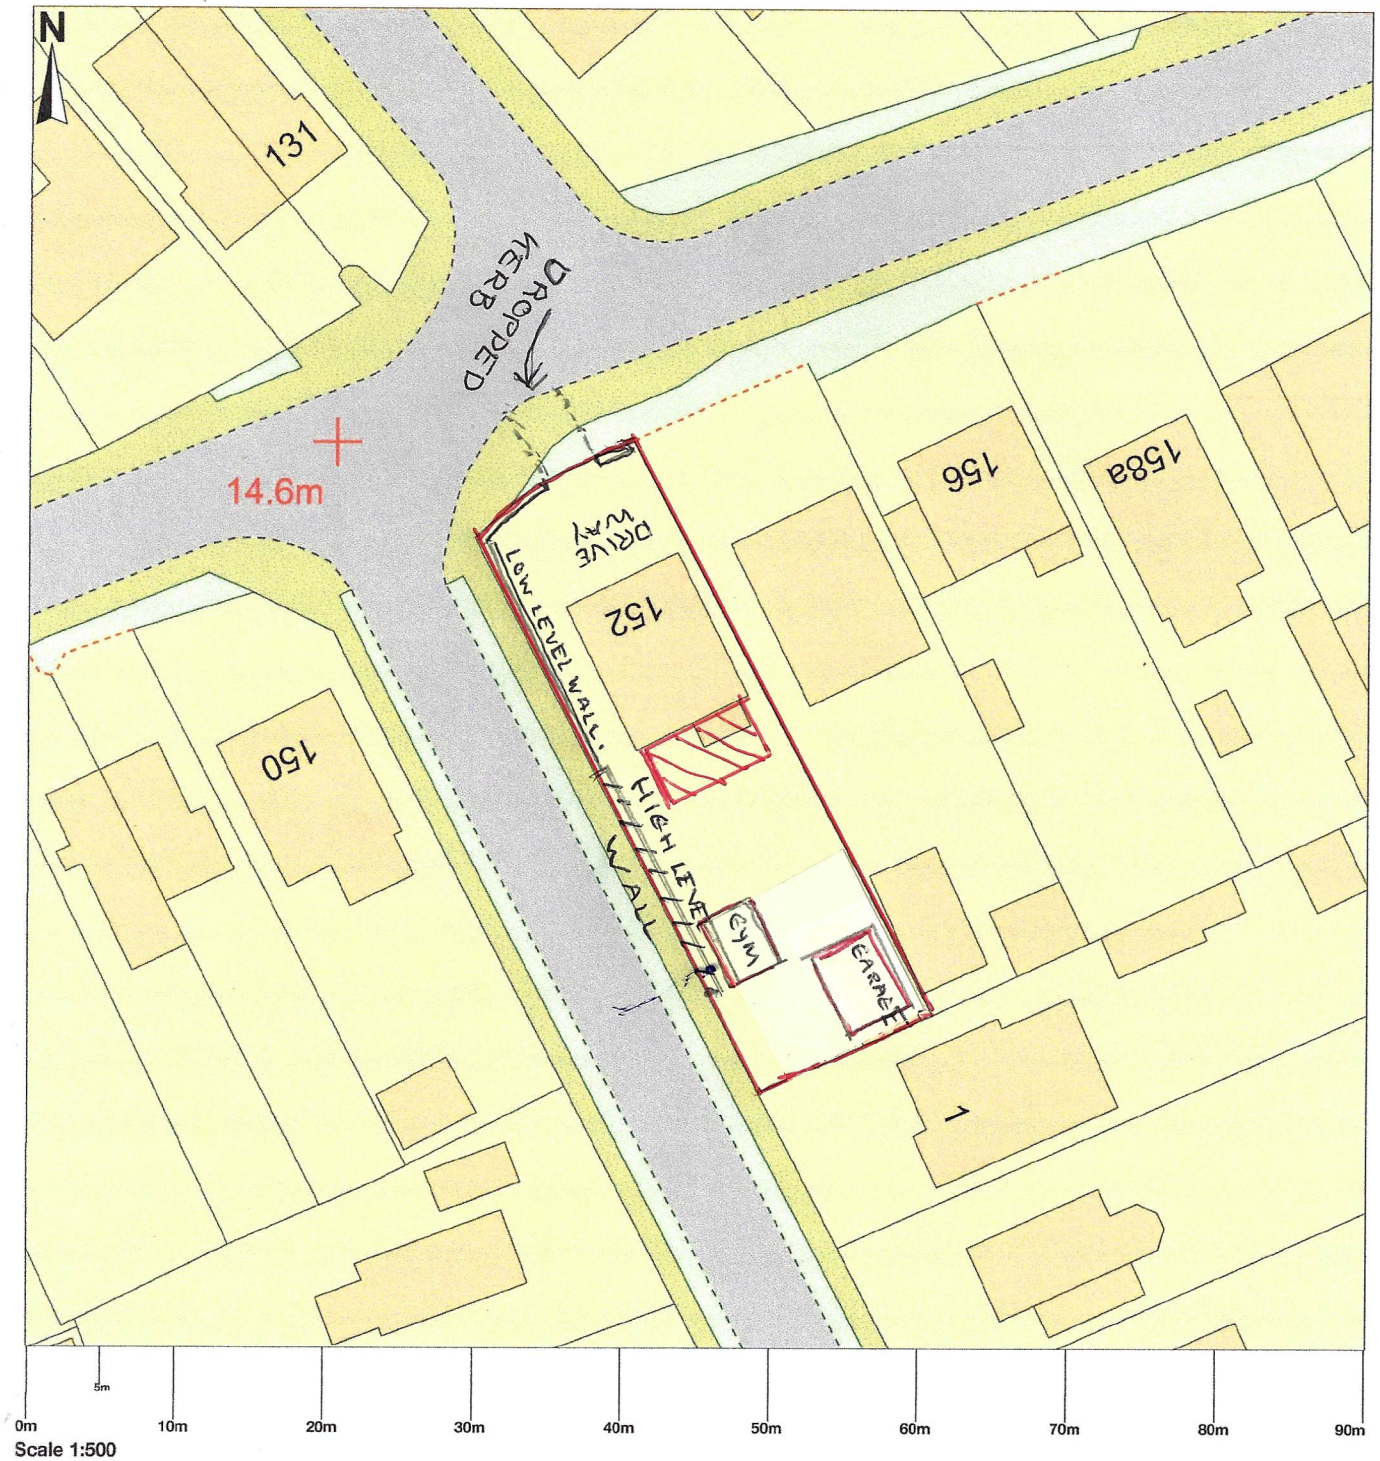 N
131
DROPPED
KERB
14.6m
156
158a
DRIVE
WAY
152
LOW LEVEL WALL.
150
HIGH LEVEL
WALL
GYM
GARAGE
1
5m
0m
10m
20m
30m
40m
50m
60m
70m
80m
90m
Scale 1:500